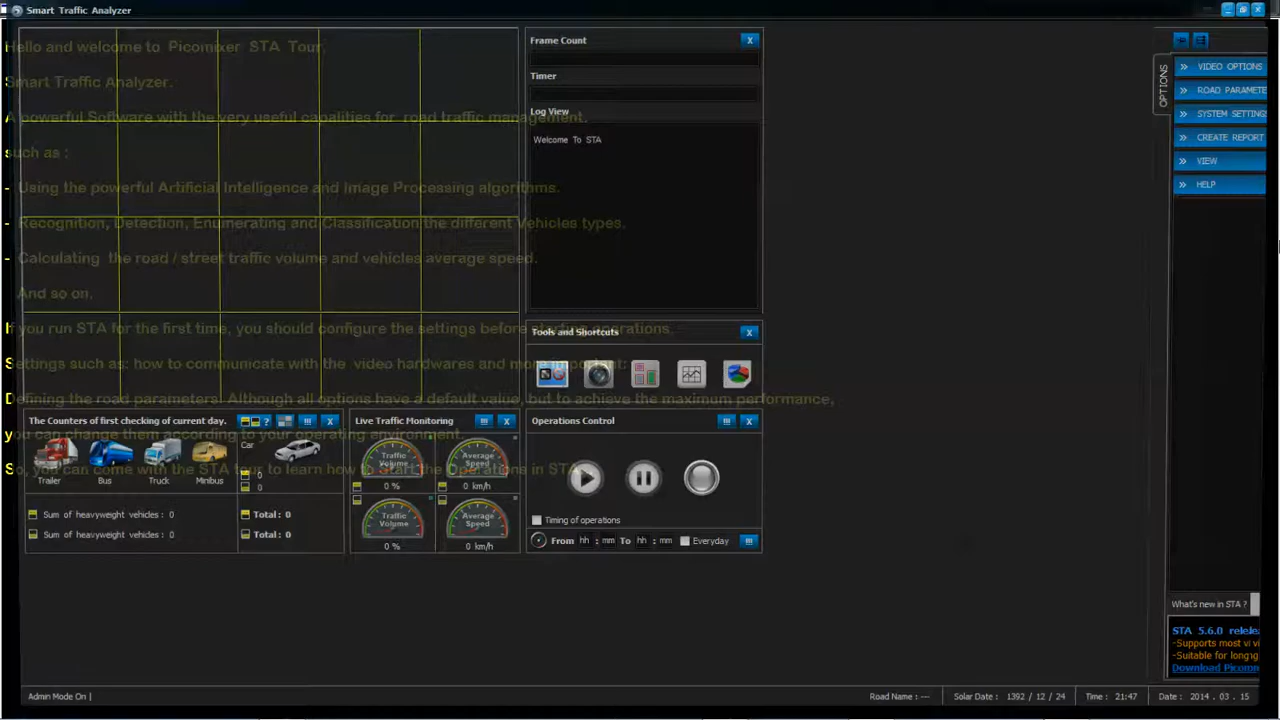 Smart Traffic Analyzer
Hello and welcome to Picomixer STA Tour,
Smart Traffic Analyzer.
A powerful Software with the very useful capalities for road traffic management.
such as :
- Using the powerful Artificial Intelligence and Image Processing algorithms.
- Recognition, Detection, Enumerating and Classification the different Vehicles types.
- Calculating the road / street traffic volume and vehicles average speed.
And so on.
If you run STA for the first time, you should configure the settings before starting operations.
Settings such as: how to communicate with the video hardwares and more important:
Defining the road parameters. Although all options have a default value, but to achieve the maximum performance,
you can change them according to your operating environment.
So, you can come with the STA tour to learn how to Start the Operations in STA
Frame Count
X
Timer
Log View
Welcome To STA
Tools and Shortcuts
X
The Counters of first checking of current day.
?
!!!
X
Trailer
Bus
Truck
Minibus
Car
0
0
Sum of heavyweight vehicles : 0
Total : 0
Sum of heavyweight vehicles : 0
Total : 0
Live Traffic Monitoring
!!!
X
Traffic
Volume
0 %
Average
Speed
0 km/h
Traffic
Volume
0 %
Average
Speed
0 km/h
Operations Control
!!!
X
Timing of operations
From hh : mm To hh : mm Everyday
!!!
OPTIONS
>> VIDEO OPTIONS
>> ROAD PARAMETE
>> SYSTEM SETTING
>> CREATE REPORT
>> VIEW
>> HELP
What's new in STA ?
STA 5.6.0
-Supports most
-Suitable for
Download
Admin Mode On |
Road Name : ---
Solar Date : 1392 / 12 / 24
Time : 21:47
Date : 2014 . 03 . 15